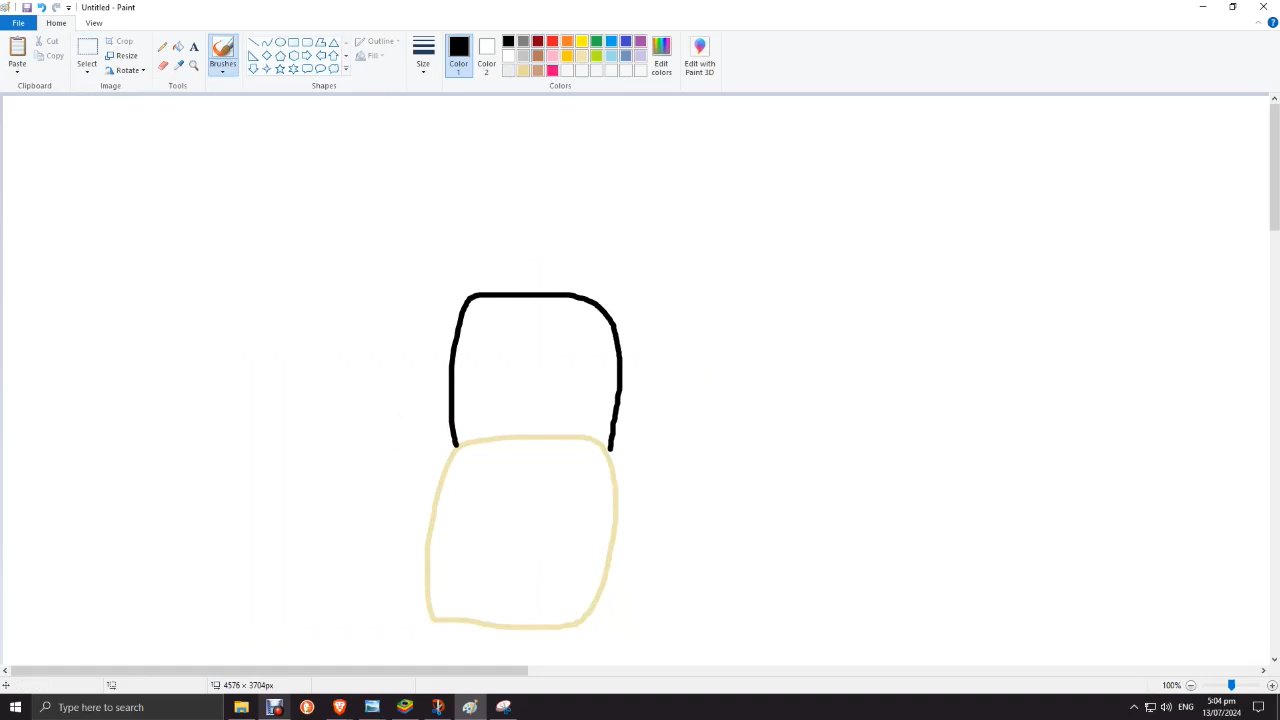 Untitled - Paint
File Home View
Paste
Cut
Copy
Clipboard
Select
Crop
Resize
Rotate
Image
A
Tools
Brushes
Outline
Fill
Shapes
Size
Color 1
Color 2
Edit colors
Colors
Edit with Paint 3D
4576 × 3704px
100%
Type here to search
ENG
5:04 pm
13/07/2024